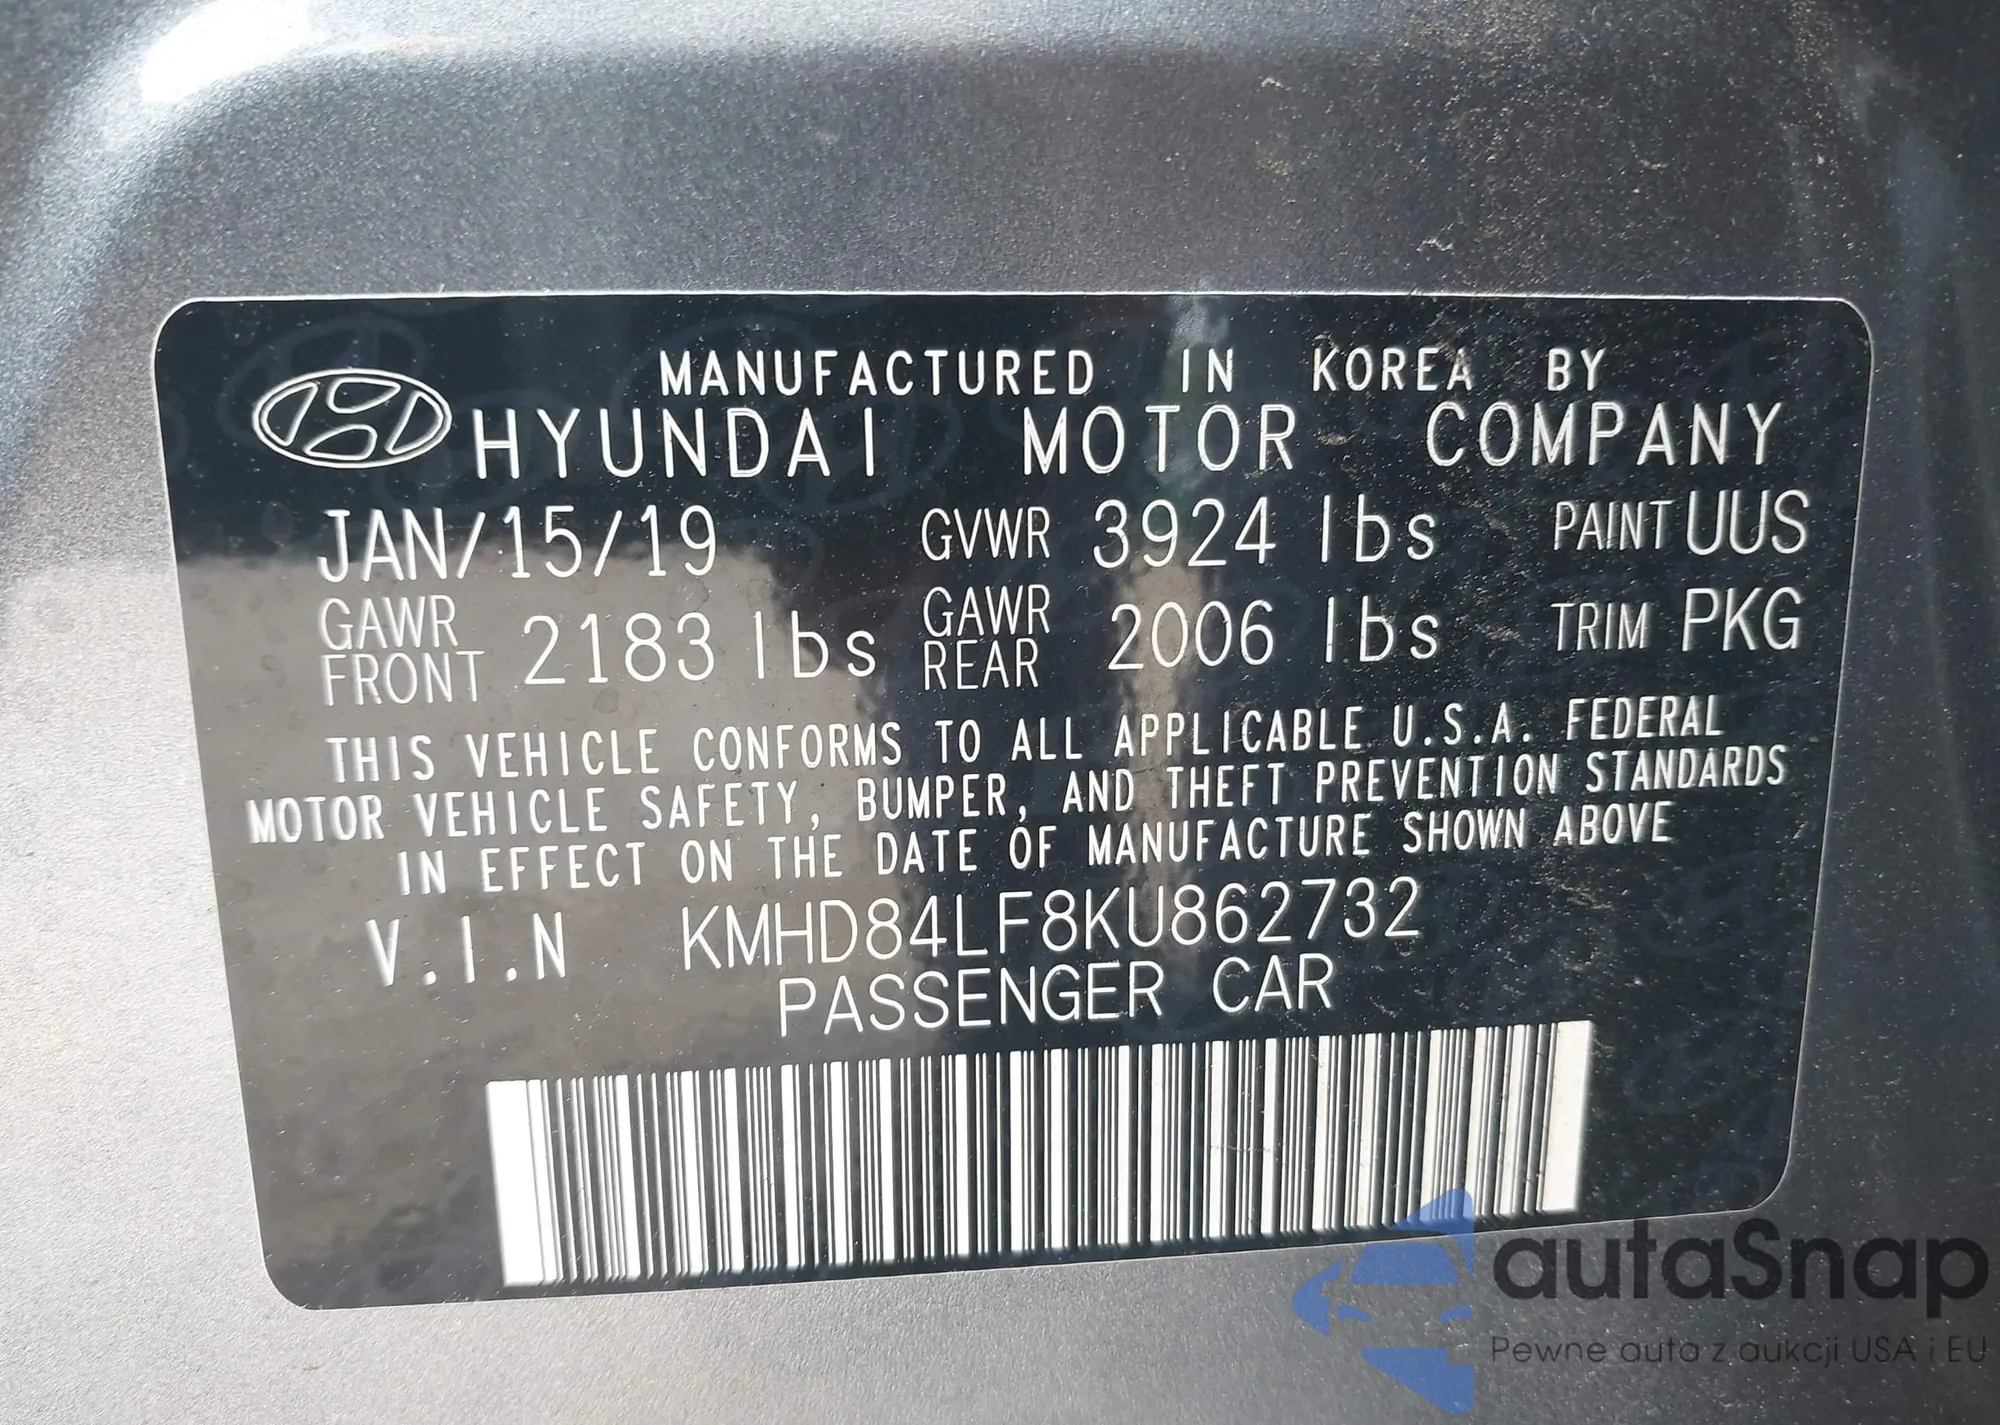 MANUFACTURED IN KOREA BY
HYUNDAI MOTOR COMPANY
JAN/15/19 GVWR 3924 lbs PAINT UUS
GAWR FRONT 2183 lbs GAWR REAR 2006 lbs TRIM PKG
THIS VEHICLE CONFORMS TO ALL APPLICABLE U.S.A. FEDERAL
MOTOR VEHICLE SAFETY, BUMPER, AND THEFT PREVENTION STANDARDS
IN EFFECT ON THE DATE OF MANUFACTURE SHOWN ABOVE
V.I.N KMHD84LF8KU862732
PASSENGER CAR
autaSnap
Pewne auta z aukcji USA i EU